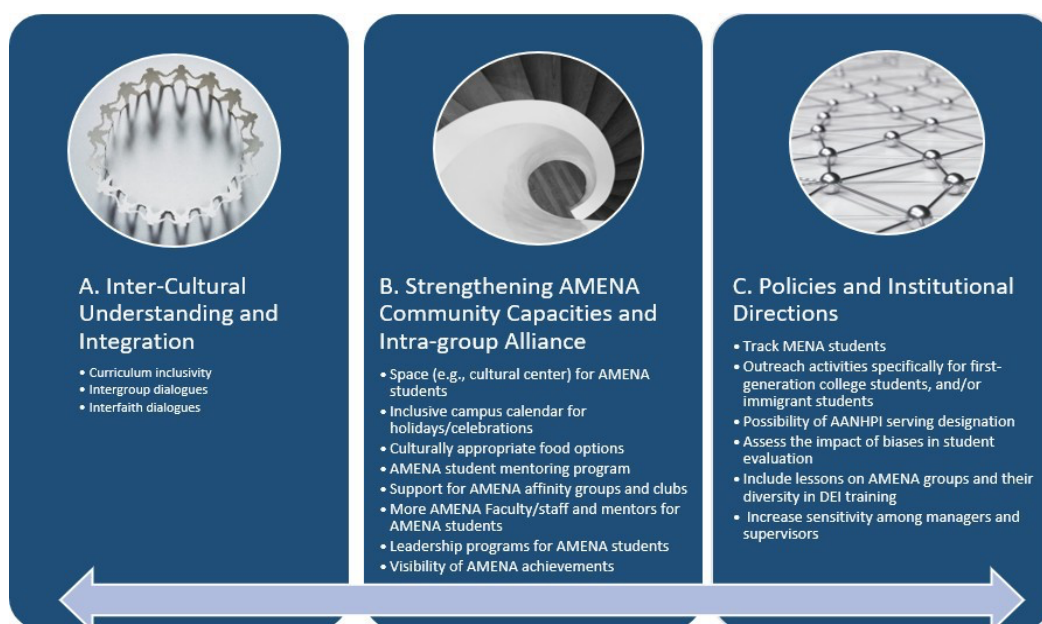 A. Inter-Cultural
Understanding and
Integration
• Curriculum inclusivity
• Intergroup dialogues
• Interfaith dialogues
B. Strengthening AMENA
Community Capacities and
Intra-group Alliance
• Space (e.g., cultural center) for AMENA
students
• Inclusive campus calendar for
holidays/celebrations
• Culturally appropriate food options
• AMENA student mentoring program
• Support for AMENA affinity groups and clubs
• More AMENA Faculty/staff and mentors for
AMENA students
• Leadership programs for AMENA students
• Visibility of AMENA achievements
C. Policies and Institutional
Directions
• Track MENA students
• Outreach activities specifically for first-
generation college students, and/or
immigrant students
• Possibility of AANHPI serving designation
• Assess the impact of biases in student
evaluation
• Include lessons on AMENA groups and their
diversity in DEI training
• Increase sensitivity among managers and
supervisors